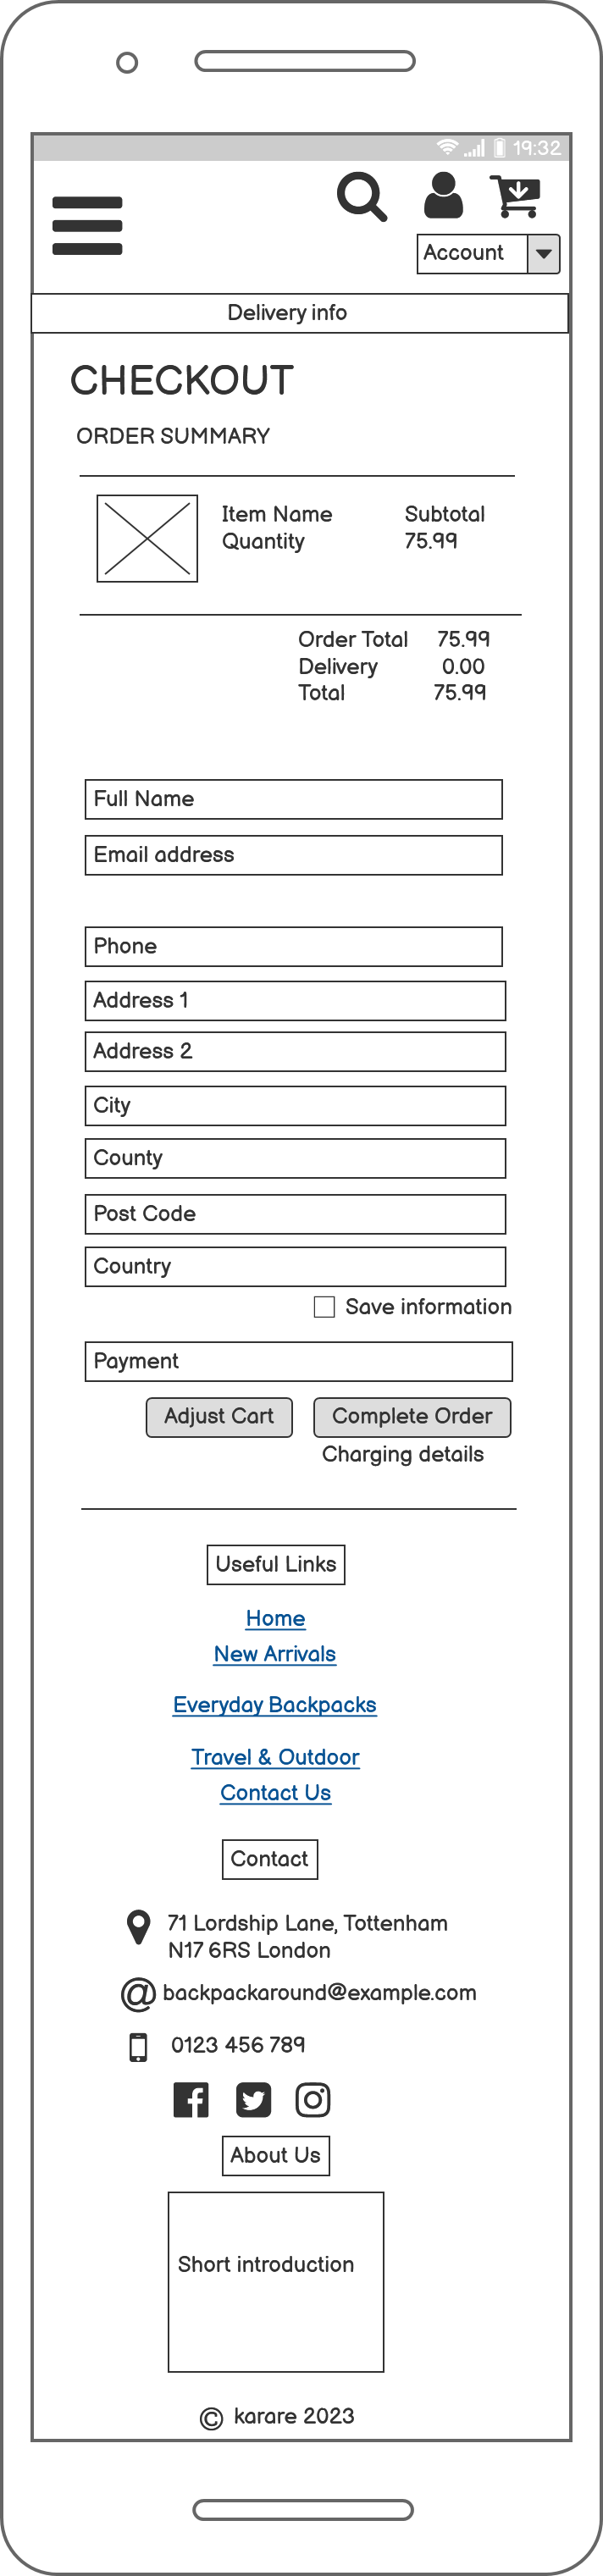 19:32
Account
Delivery info
CHECKOUT
ORDER SUMMARY
Item Name Subtotal
Quantity 75.99
Order Total 75.99
Delivery 0.00
Total 75.99
Full Name
Email address
Phone
Address 1
Address 2
City
County
Post Code
Country
Save information
Payment
Adjust Cart Complete Order
Charging details
Useful Links
Home
New Arrivals
Everyday Backpacks
Travel & Outdoor
Contact Us
Contact
71 Lordship Lane, Tottenham
N17 6RS London
@ backpackaround@example.com
0123 456 789
About Us
Short introduction
© karare 2023